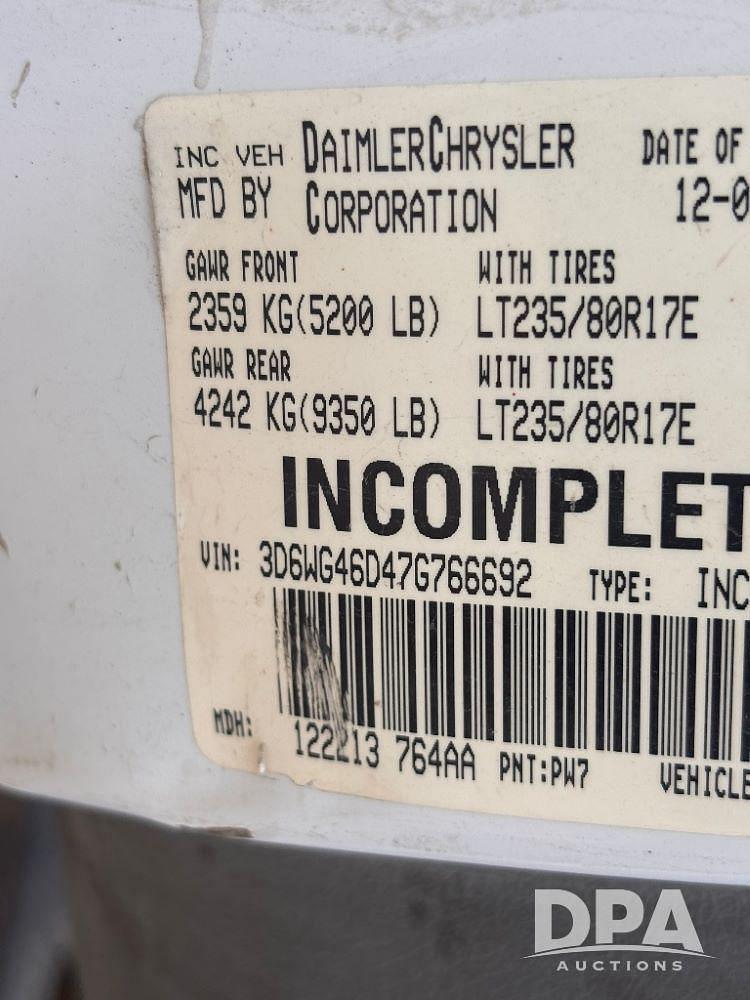 INC VEH DAIMLERCHRYSLER DATE OF
MFD BY CORPORATION 12-0
GAWR FRONT WITH TIRES
2359 KG(5200 LB) LT235/80R17E
GAWR REAR WITH TIRES
4242 KG(9350 LB) LT235/80R17E
INCOMPLET
VIN: 3D6WG46D47G766692 TYPE: INC
MDH: 122213 764AA PNT:PW7 VEHICLE
DPA
AUCTIONS